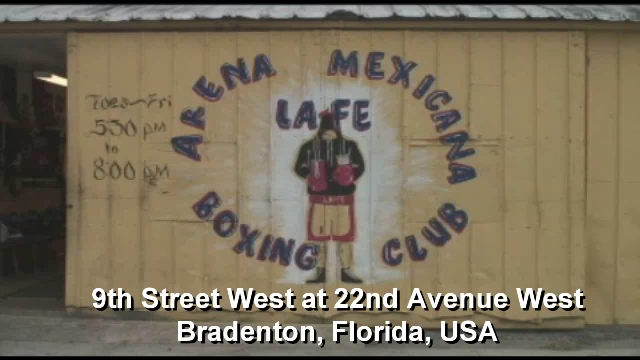 ARENA MEXICANA
LA FE
BOXING CLUB
Tues-Fri
530 pm
to
800 pm
9th Street West at 22nd Avenue West
Bradenton, Florida, USA